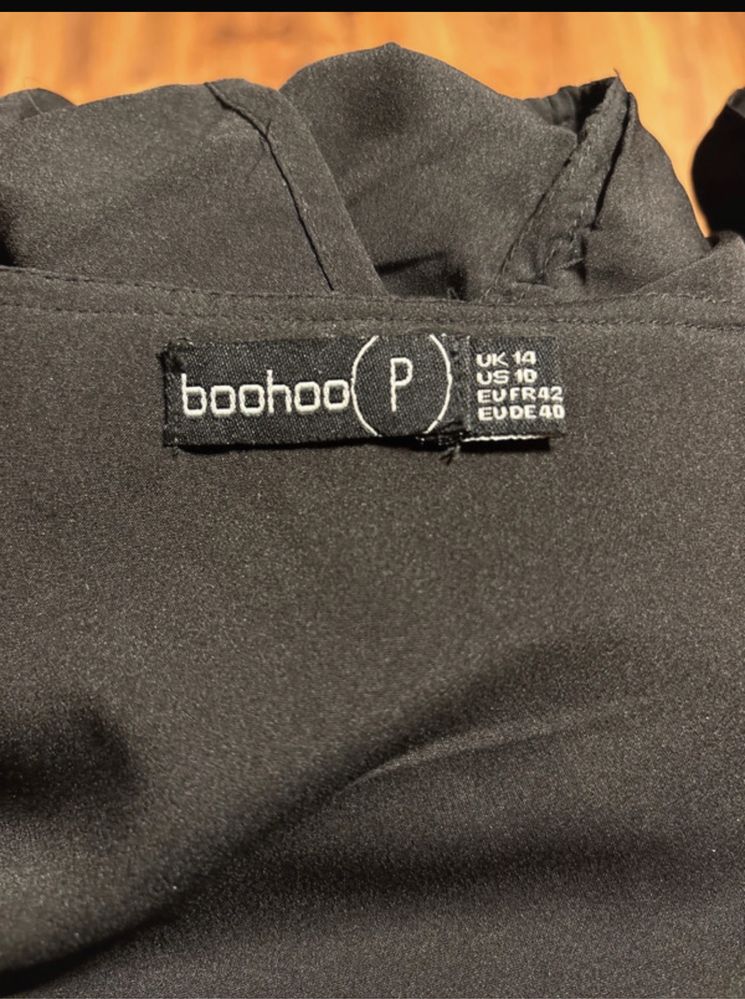 boohoo P
UK 14
US 10
EU FR 42
EU DE 40